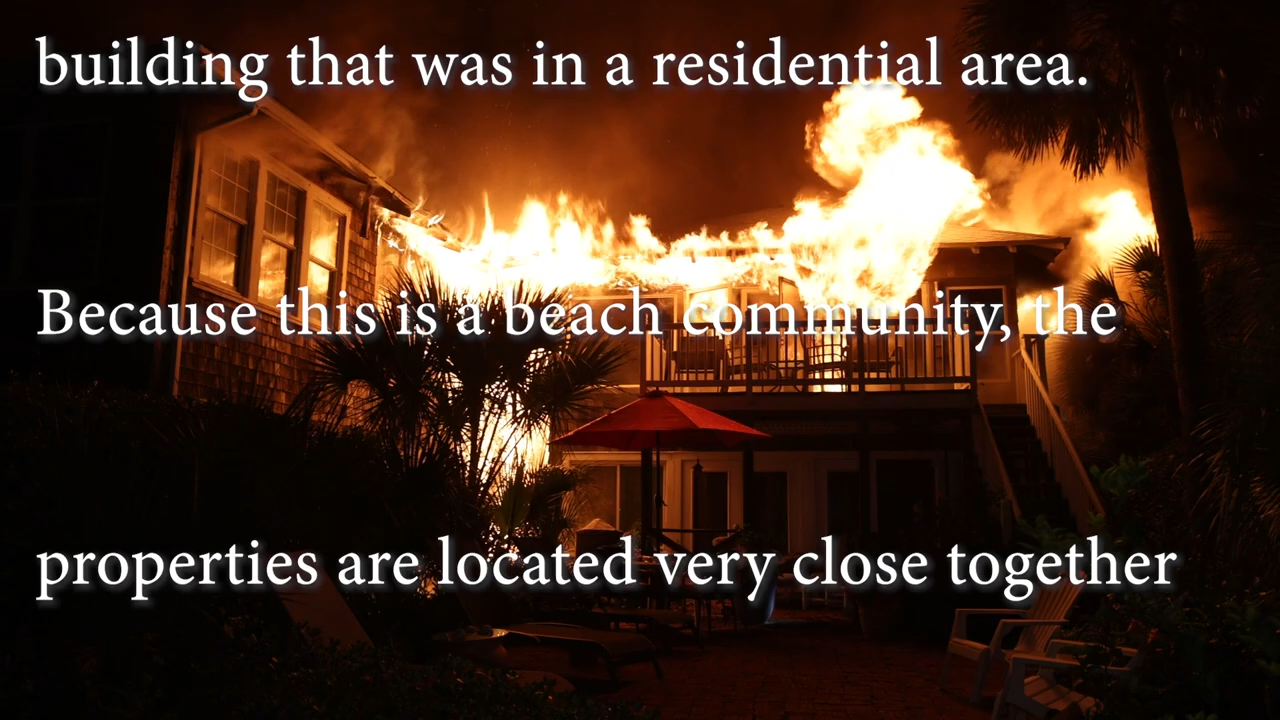 building that was in a residential area.
Because this is a beach community, the
properties are located very close together